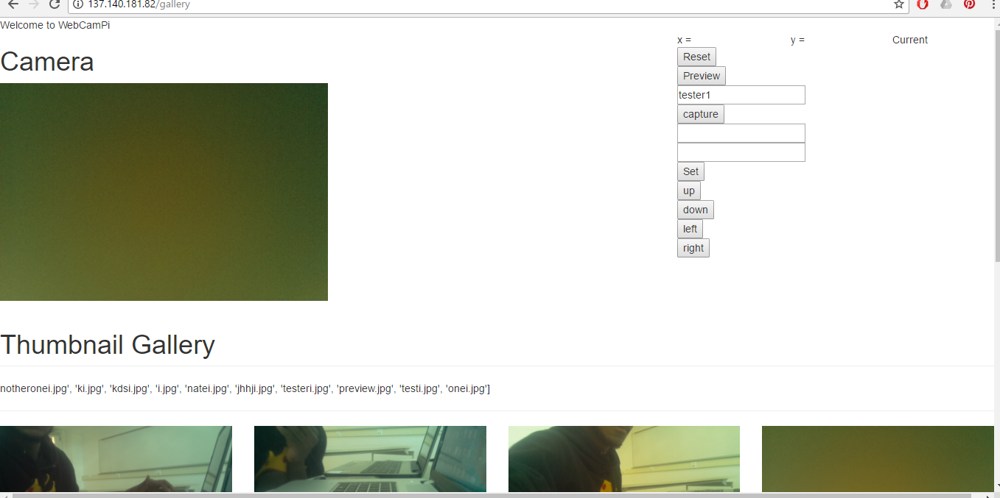 137.140.181.82/gallery
Welcome to WebCamPi
x = y = Current
Camera
Reset
Preview
tester1
capture
Set
up
down
left
right
Thumbnail Gallery
notheronei.jpg', 'ki.jpg', 'kdsi.jpg', 'i.jpg', 'natei.jpg', 'jhhji.jpg', 'testeri.jpg', 'preview.jpg', 'testi.jpg', 'onei.jpg']